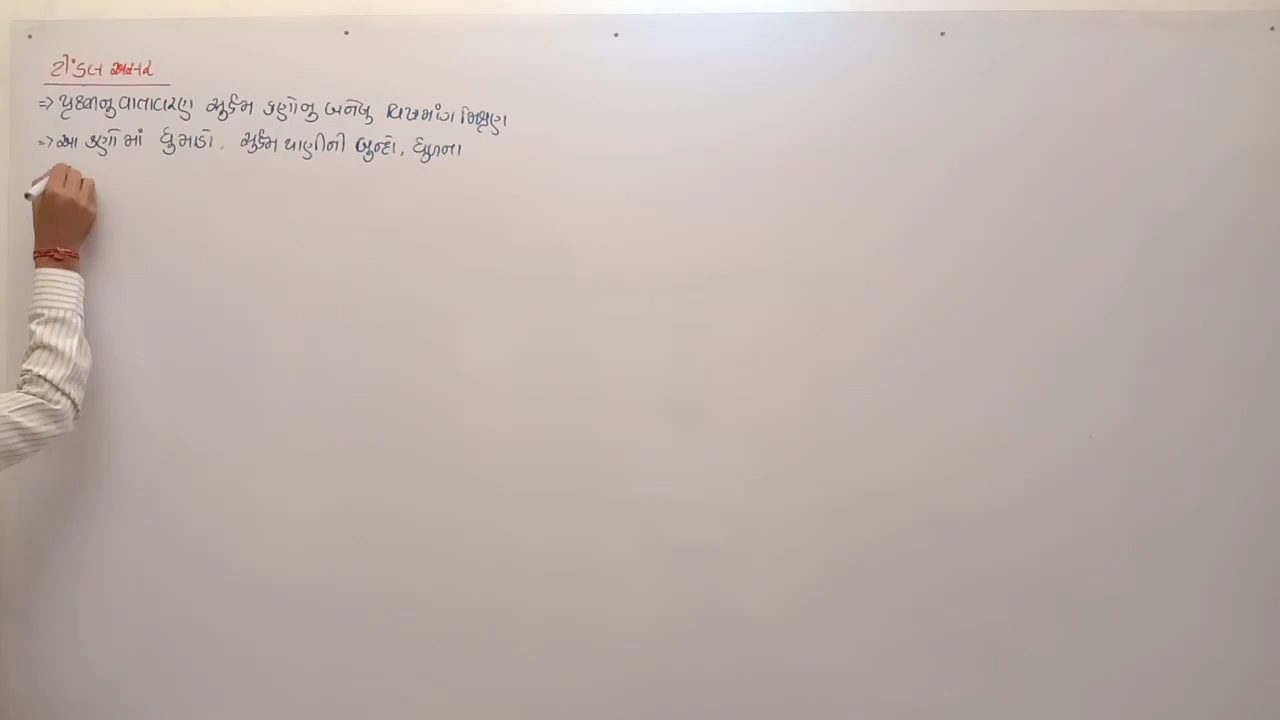 ટીંડલ અસર
=> પૃથ્વીનુ વાતાવરણ સુક્ષ્મ કણોનુ બનેલુ વિષમાંગ મિશ્રણ
=> આ કણોમાં ધુમાડો, સુક્ષ્મ પાણીની બુન્દો, ધુળના